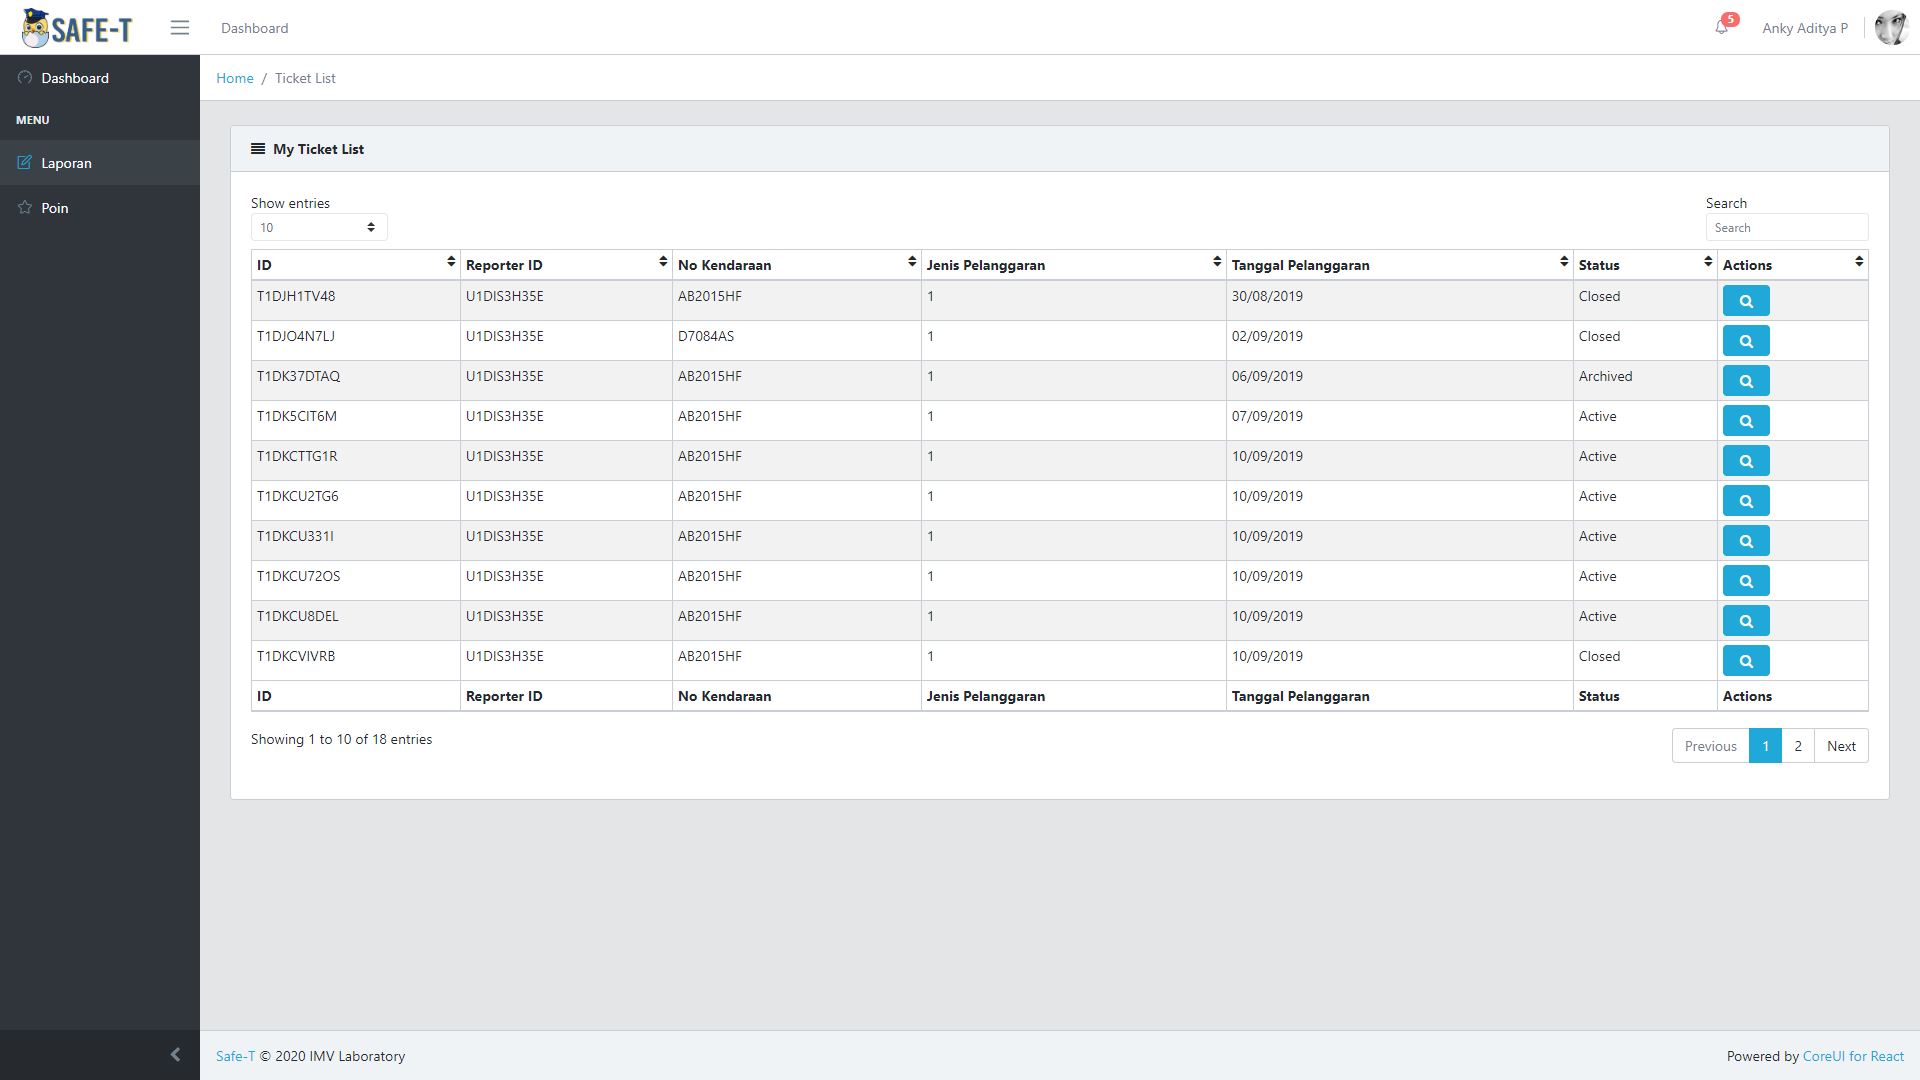 SAFE-T Dashboard 5 Anky Aditya P
Dashboard
Home / Ticket List
MENU
Laporan
Poin
My Ticket List
Show entries Search
10 Search
ID Reporter ID No Kendaraan Jenis Pelanggaran Tanggal Pelanggaran Status Actions
T1DJH1TV48 U1DIS3H35E AB2015HF 1 30/08/2019 Closed
T1DJO4N7LJ U1DIS3H35E D7084AS 1 02/09/2019 Closed
T1DK37DTAQ U1DIS3H35E AB2015HF 1 06/09/2019 Archived
T1DK5CIT6M U1DIS3H35E AB2015HF 1 07/09/2019 Active
T1DKCTTG1R U1DIS3H35E AB2015HF 1 10/09/2019 Active
T1DKCU2TG6 U1DIS3H35E AB2015HF 1 10/09/2019 Active
T1DKCU331I U1DIS3H35E AB2015HF 1 10/09/2019 Active
T1DKCU72OS U1DIS3H35E AB2015HF 1 10/09/2019 Active
T1DKCU8DEL U1DIS3H35E AB2015HF 1 10/09/2019 Active
T1DKCVIVRB U1DIS3H35E AB2015HF 1 10/09/2019 Closed
ID Reporter ID No Kendaraan Jenis Pelanggaran Tanggal Pelanggaran Status Actions
Showing 1 to 10 of 18 entries Previous 1 2 Next
Safe-T © 2020 IMV Laboratory Powered by CoreUI for React